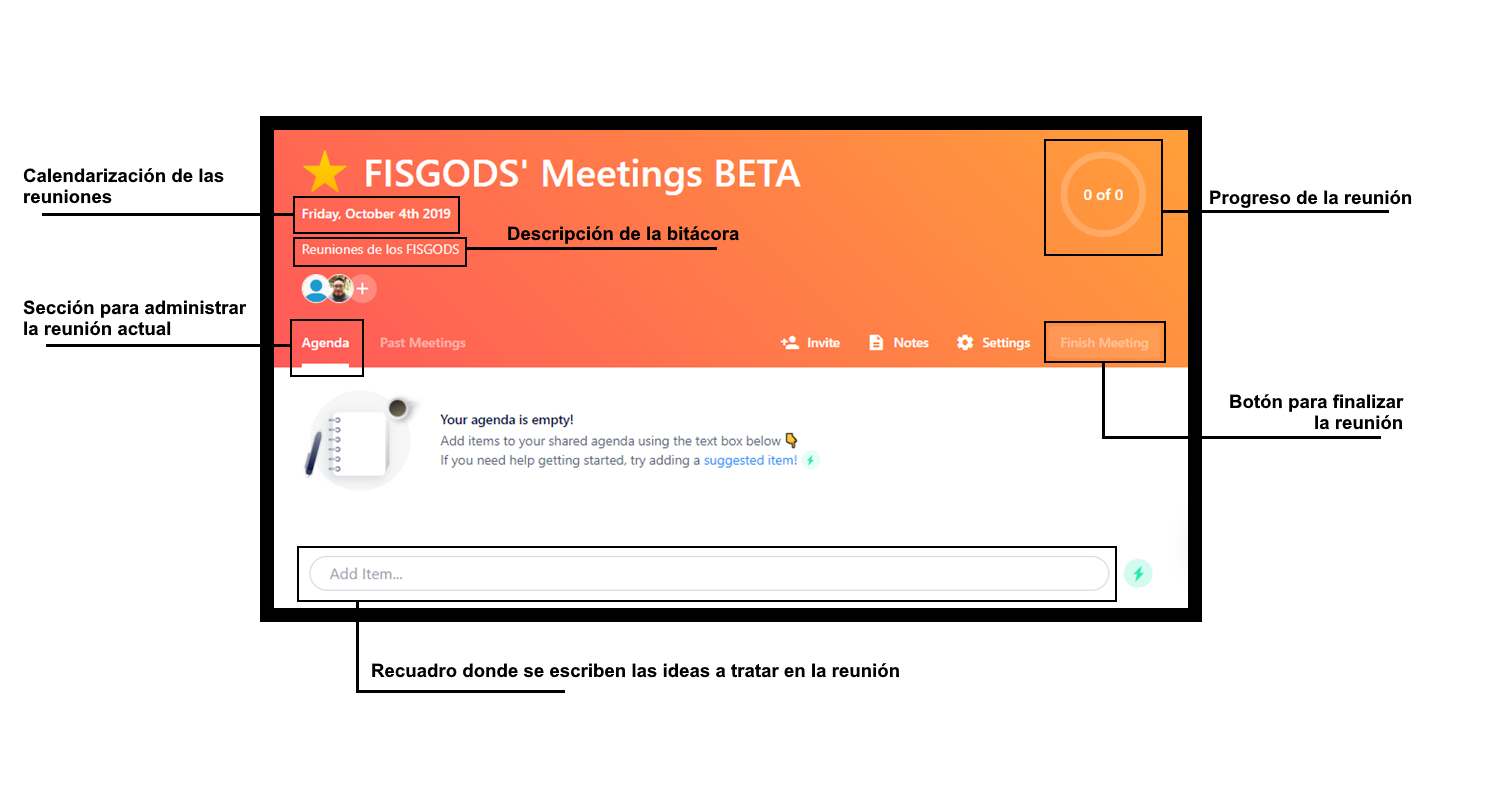 FISGODS' Meetings BETA
Calendarización de las
reuniones
Friday, October 4th 2019
0 of 0
Progreso de la reunión
Descripción de la bitácora
Reuniones de los FISGODS
Sección para administrar
la reunión actual
Agenda
Past Meetings
Invite
Notes
Settings
Finish Meeting
Botón para finalizar
la reunión
Your agenda is empty!
Add items to your shared agenda using the text box below
If you need help getting started, try adding a suggested item!
Add Item...
Recuadro donde se escriben las ideas a tratar en la reunión